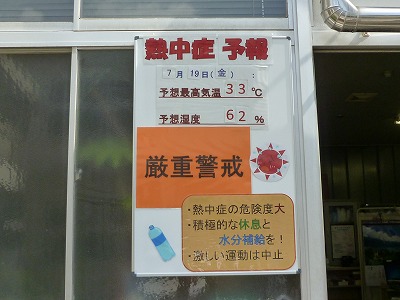 熱中症 予報
7月19日(金) :
予想最高気温 33℃
予想湿度 62%
厳重警戒
・熱中症の危険度大
・積極的な休息と
水分補給を！
・激しい運動は中止